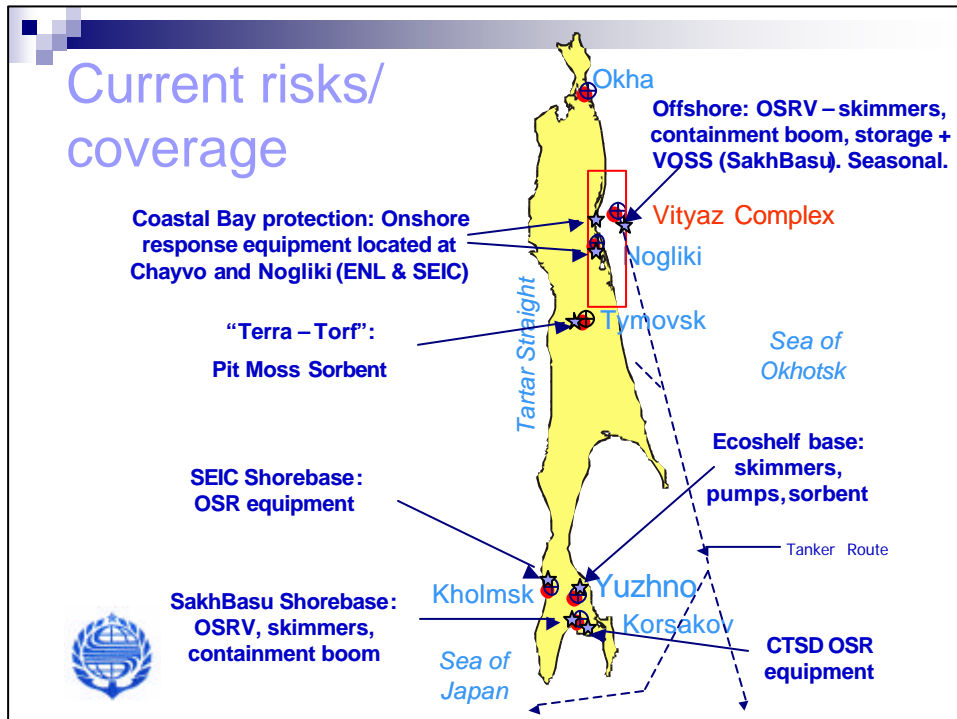 Current risks/
coverage
Okha
Offshore: OSRV – skimmers,
containment boom, storage +
VOSS (SakhBasu). Seasonal.
Coastal Bay protection: Onshore
response equipment located at
Chayvo and Nogliki (ENL & SEIC)
Vityaz Complex
Nogliki
"Terra – Torf":
Pit Moss Sorbent
Tymovsk
Tartar Straight
Sea of
Okhotsk
Ecoshelf base:
skimmers,
pumps, sorbent
SEIC Shorebase:
OSR equipment
Tanker Route
Kholmsk
Yuzhno
SakhBasu Shorebase:
OSRV, skimmers,
containment boom
Korsakov
CTSD OSR
equipment
Sea of
Japan